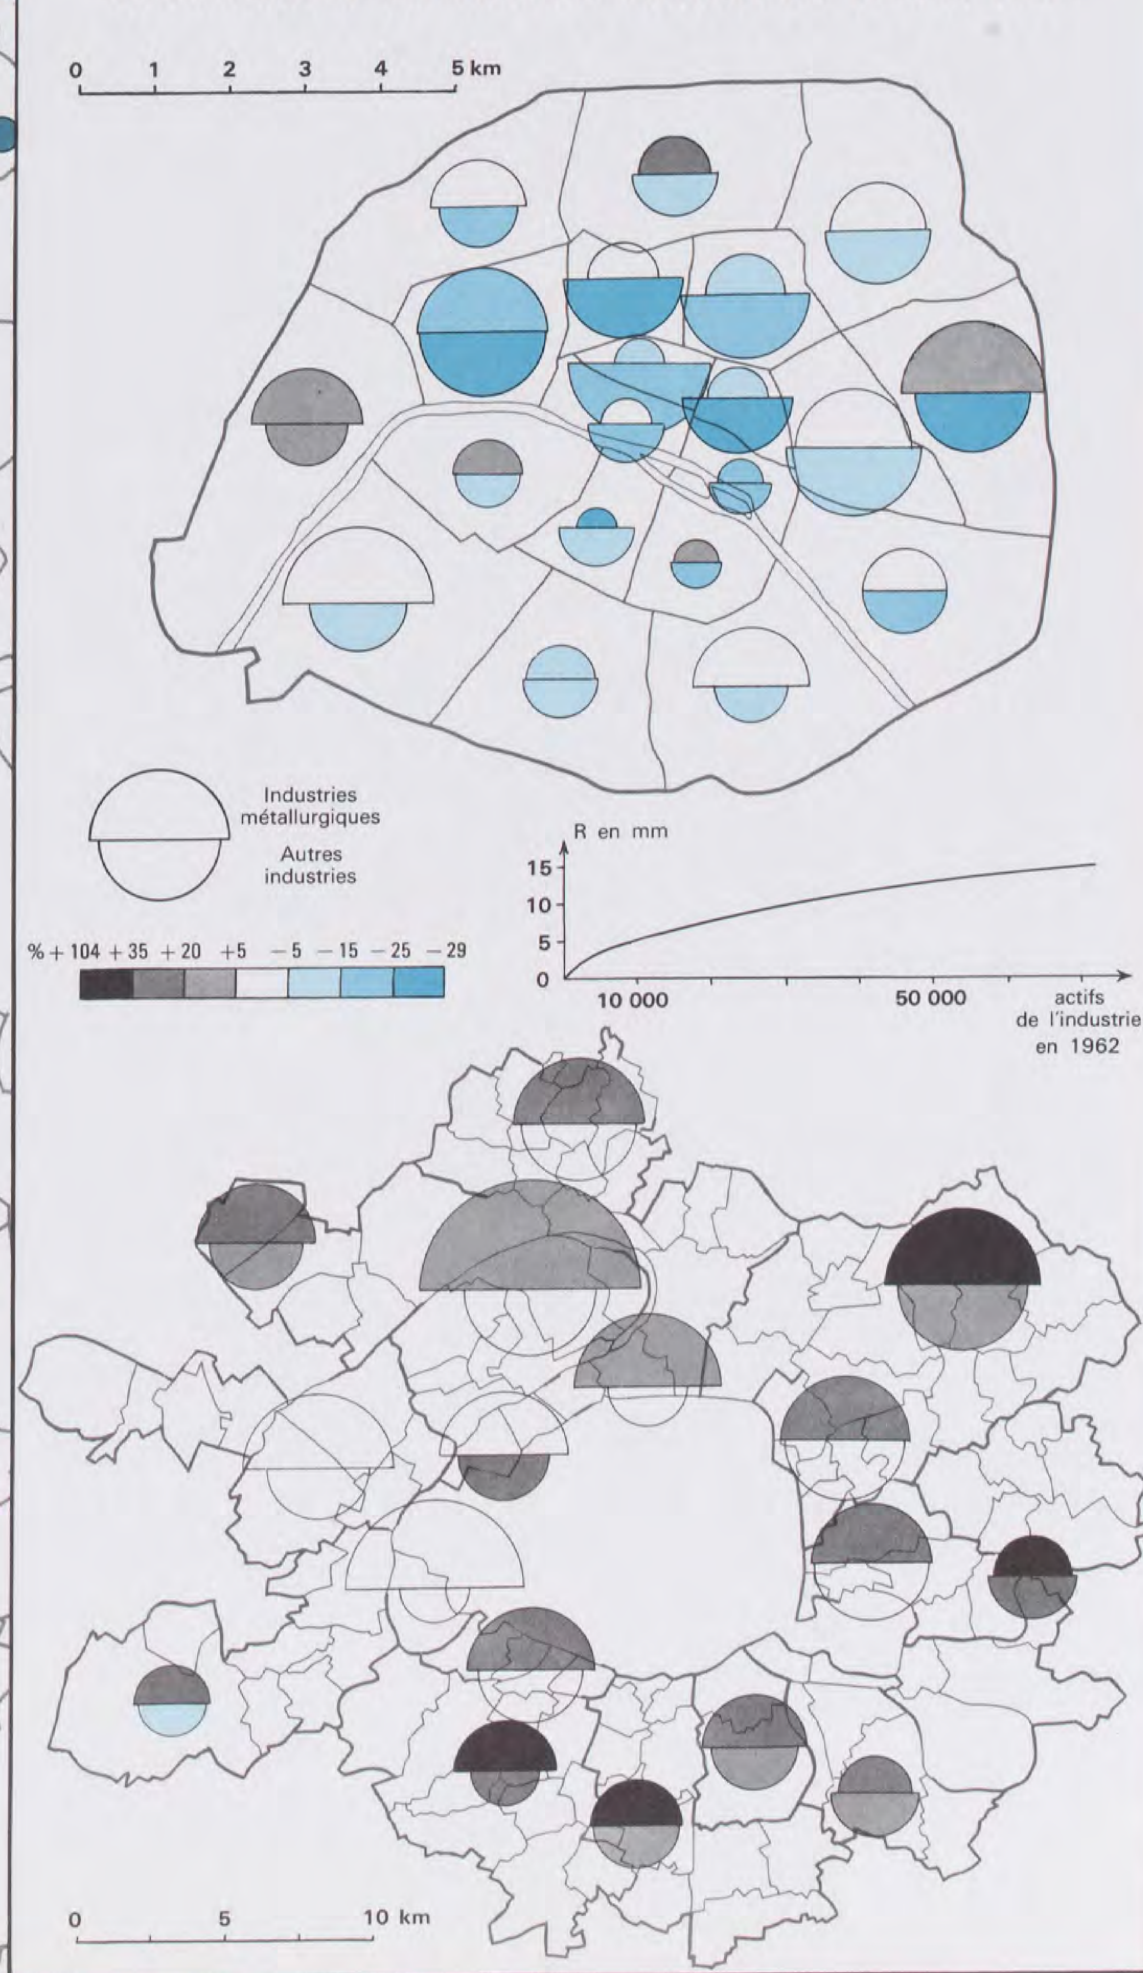 0 1 2 3 4 5 km
Industries
métallurgiques
Autres
industries
% + 104 + 35 + 20 + 5 - 5 - 15 - 25 - 29
R en mm
15
10
5
0
10 000 50 000
actifs
de l'industrie
en 1962
0 5 10 km